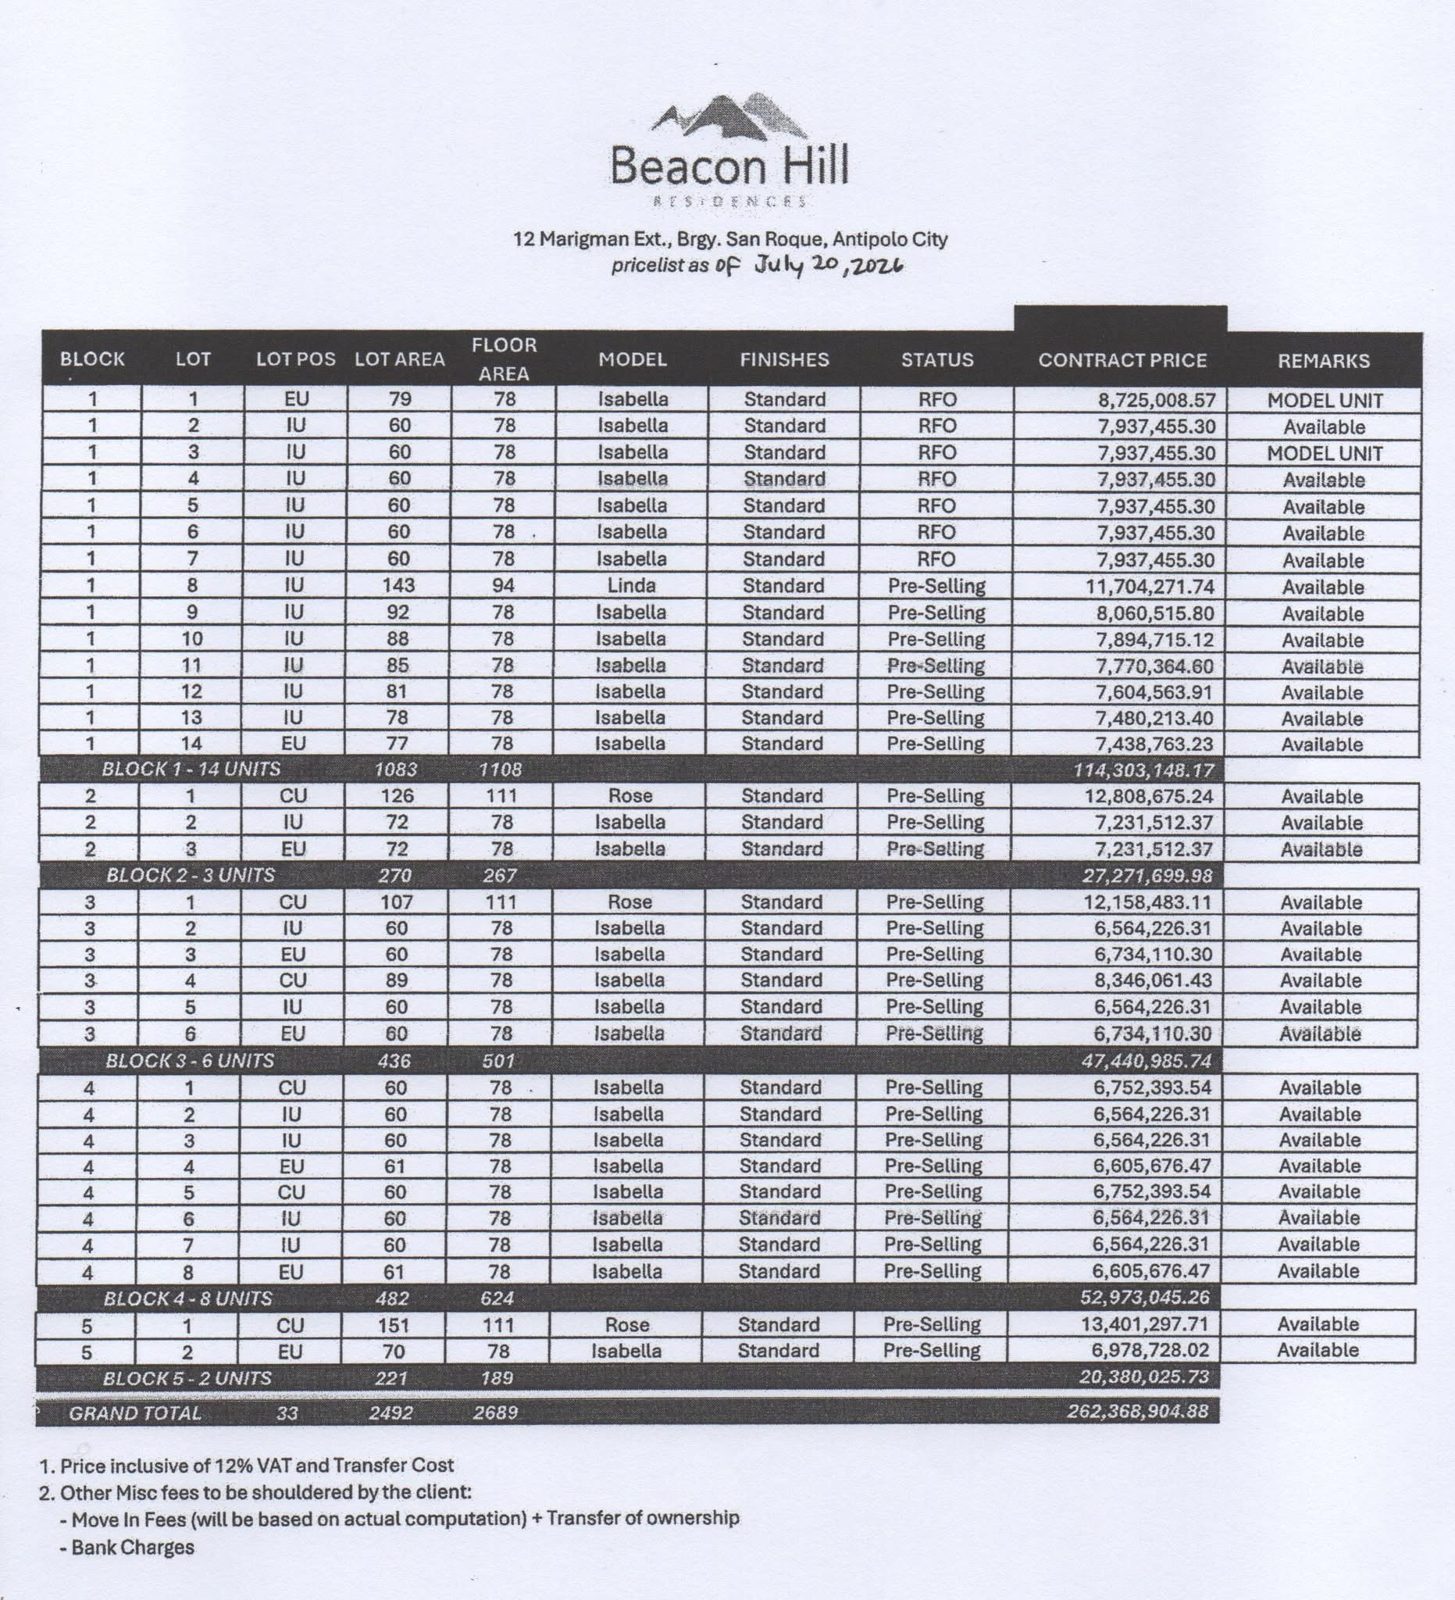 Beacon Hill
RESIDENCES
12 Marigman Ext., Brgy. San Roque, Antipolo City
pricelist as of July 20, 2026
BLOCK LOT LOT POS LOT AREA FLOOR AREA MODEL FINISHES STATUS CONTRACT PRICE REMARKS
1 1 EU 79 78 Isabella Standard RFO 8,725,008.57 MODEL UNIT
1 2 IU 60 78 Isabella Standard RFO 7,937,455.30 Available
1 3 IU 60 78 Isabella Standard RFO 7,937,455.30 MODEL UNIT
1 4 IU 60 78 Isabella Standard RFO 7,937,455.30 Available
1 5 IU 60 78 Isabella Standard RFO 7,937,455.30 Available
1 6 IU 60 78 Isabella Standard RFO 7,937,455.30 Available
1 7 IU 60 78 Isabella Standard RFO 7,937,455.30 Available
1 8 IU 143 94 Linda Standard Pre-Selling 11,704,271.74 Available
1 9 IU 92 78 Isabella Standard Pre-Selling 8,060,515.80 Available
1 10 IU 88 78 Isabella Standard Pre-Selling 7,894,715.12 Available
1 11 IU 85 78 Isabella Standard Pre-Selling 7,770,364.60 Available
1 12 IU 81 78 Isabella Standard Pre-Selling 7,604,563.91 Available
1 13 IU 78 78 Isabella Standard Pre-Selling 7,480,213.40 Available
1 14 EU 77 78 Isabella Standard Pre-Selling 7,438,763.23 Available
BLOCK 1 - 14 UNITS 1083 1108 114,303,148.17
2 1 CU 126 111 Rose Standard Pre-Selling 12,808,675.24 Available
2 2 IU 72 78 Isabella Standard Pre-Selling 7,231,512.37 Available
2 3 EU 72 78 Isabella Standard Pre-Selling 7,231,512.37 Available
BLOCK 2 - 3 UNITS 270 267 27,271,699.98
3 1 CU 107 111 Rose Standard Pre-Selling 12,158,483.11 Available
3 2 IU 60 78 Isabella Standard Pre-Selling 6,564,226.31 Available
3 3 EU 60 78 Isabella Standard Pre-Selling 6,734,110.30 Available
3 4 CU 89 78 Isabella Standard Pre-Selling 8,346,061.43 Available
3 5 IU 60 78 Isabella Standard Pre-Selling 6,564,226.31 Available
3 6 EU 60 78 Isabella Standard Pre-Selling 6,734,110.30 Available
BLOCK 3 - 6 UNITS 436 501 47,440,985.74
4 1 CU 60 78 Isabella Standard Pre-Selling 6,752,393.54 Available
4 2 IU 60 78 Isabella Standard Pre-Selling 6,564,226.31 Available
4 3 IU 60 78 Isabella Standard Pre-Selling 6,564,226.31 Available
4 4 EU 61 78 Isabella Standard Pre-Selling 6,605,676.47 Available
4 5 CU 60 78 Isabella Standard Pre-Selling 6,752,393.54 Available
4 6 IU 60 78 Isabella Standard Pre-Selling 6,564,226.31 Available
4 7 IU 60 78 Isabella Standard Pre-Selling 6,564,226.31 Available
4 8 EU 61 78 Isabella Standard Pre-Selling 6,605,676.47 Available
BLOCK 4 - 8 UNITS 482 624 52,973,045.26
5 1 CU 151 111 Rose Standard Pre-Selling 13,401,297.71 Available
5 2 EU 70 78 Isabella Standard Pre-Selling 6,978,728.02 Available
BLOCK 5 - 2 UNITS 221 189 20,380,025.73
GRAND TOTAL 33 2492 2689 262,368,904.88
1. Price inclusive of 12% VAT and Transfer Cost
2. Other Misc fees to be shouldered by the client:
- Move In Fees (will be based on actual computation) + Transfer of ownership
- Bank Charges